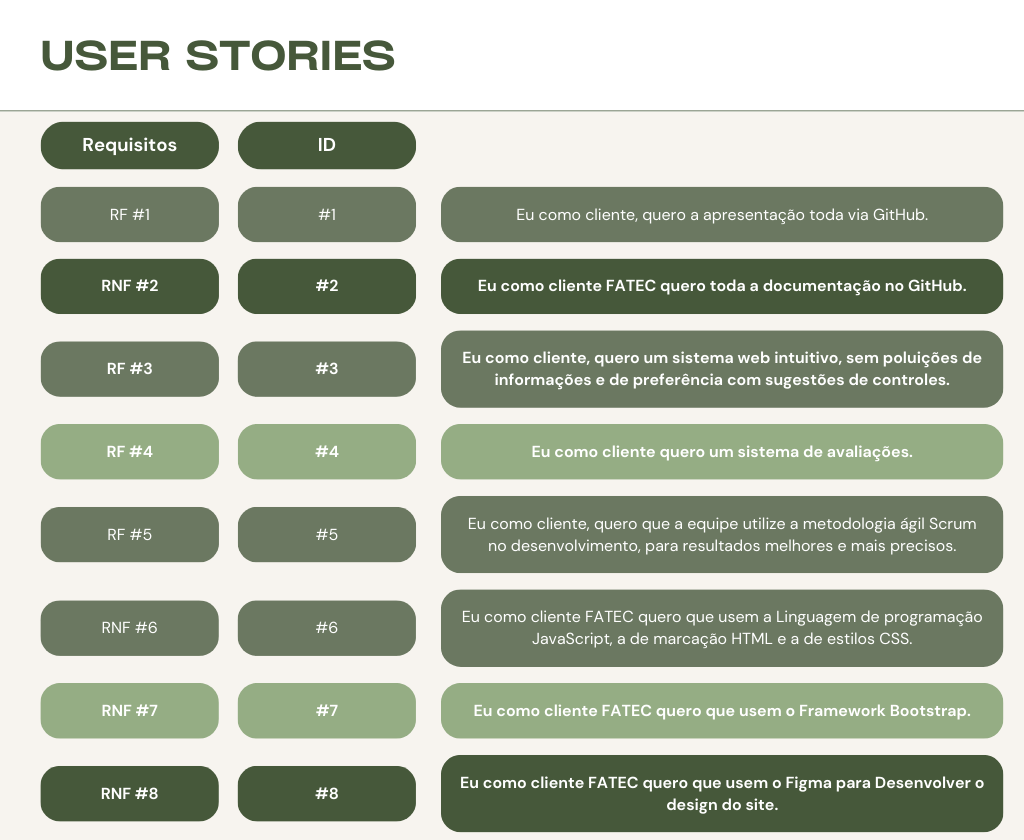 USER STORIES
Requisitos ID
RF #1 #1 Eu como cliente, quero a apresentação toda via GitHub.
RNF #2 #2 Eu como cliente FATEC quero toda a documentação no GitHub.
RF #3 #3 Eu como cliente, quero um sistema web intuitivo, sem poluições de
informações e de preferência com sugestões de controles.
RF #4 #4 Eu como cliente quero um sistema de avaliações.
RF #5 #5 Eu como cliente, quero que a equipe utilize a metodologia ágil Scrum
no desenvolvimento, para resultados melhores e mais precisos.
RNF #6 #6 Eu como cliente FATEC quero que usem a Linguagem de programação
JavaScript, a de marcação HTML e a de estilos CSS.
RNF #7 #7 Eu como cliente FATEC quero que usem o Framework Bootstrap.
RNF #8 #8 Eu como cliente FATEC quero que usem o Figma para Desenvolver o
design do site.